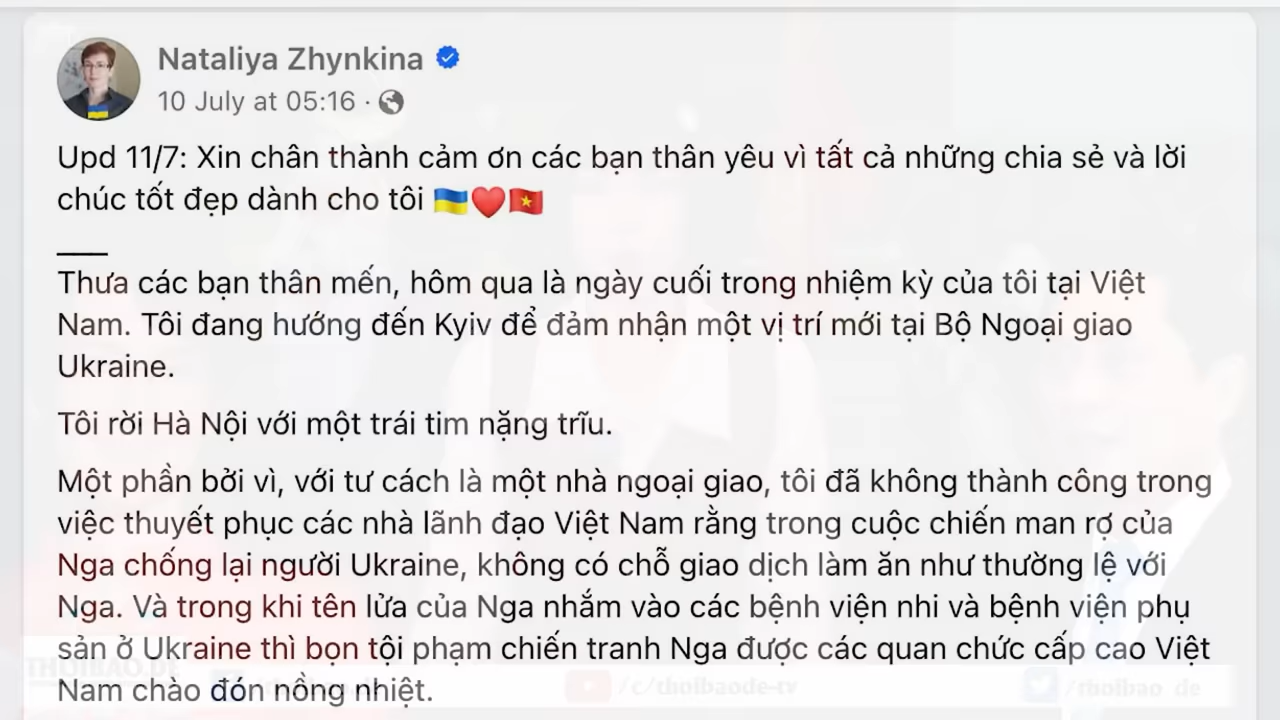 Nataliya Zhynkina
10 July at 05:16 ·
Upd 11/7: Xin chân thành cảm ơn các bạn thân yêu vì tất cả những chia sẻ và lời
chúc tốt đẹp dành cho tôi 🇺🇦❤️🇻🇳
Thưa các bạn thân mến, hôm qua là ngày cuối trong nhiệm kỳ của tôi tại Việt
Nam. Tôi đang hướng đến Kyiv để đảm nhận một vị trí mới tại Bộ Ngoại giao
Ukraine.
Tôi rời Hà Nội với một trái tim nặng trĩu.
Một phần bởi vì, với tư cách là một nhà ngoại giao, tôi đã không thành công trong
việc thuyết phục các nhà lãnh đạo Việt Nam rằng trong cuộc chiến man rợ của
Nga chống lại người Ukraine, không có chỗ giao dịch làm ăn như thường lệ với
Nga. Và trong khi tên lửa của Nga nhắm vào các bệnh viện nhi và bệnh viện phụ
sản ở Ukraine thì bọn tội phạm chiến tranh Nga được các quan chức cấp cao Việt
Nam chào đón nồng nhiệt.
THOIBAO.DE
/c/thoibaode-tv
/thoibao_de